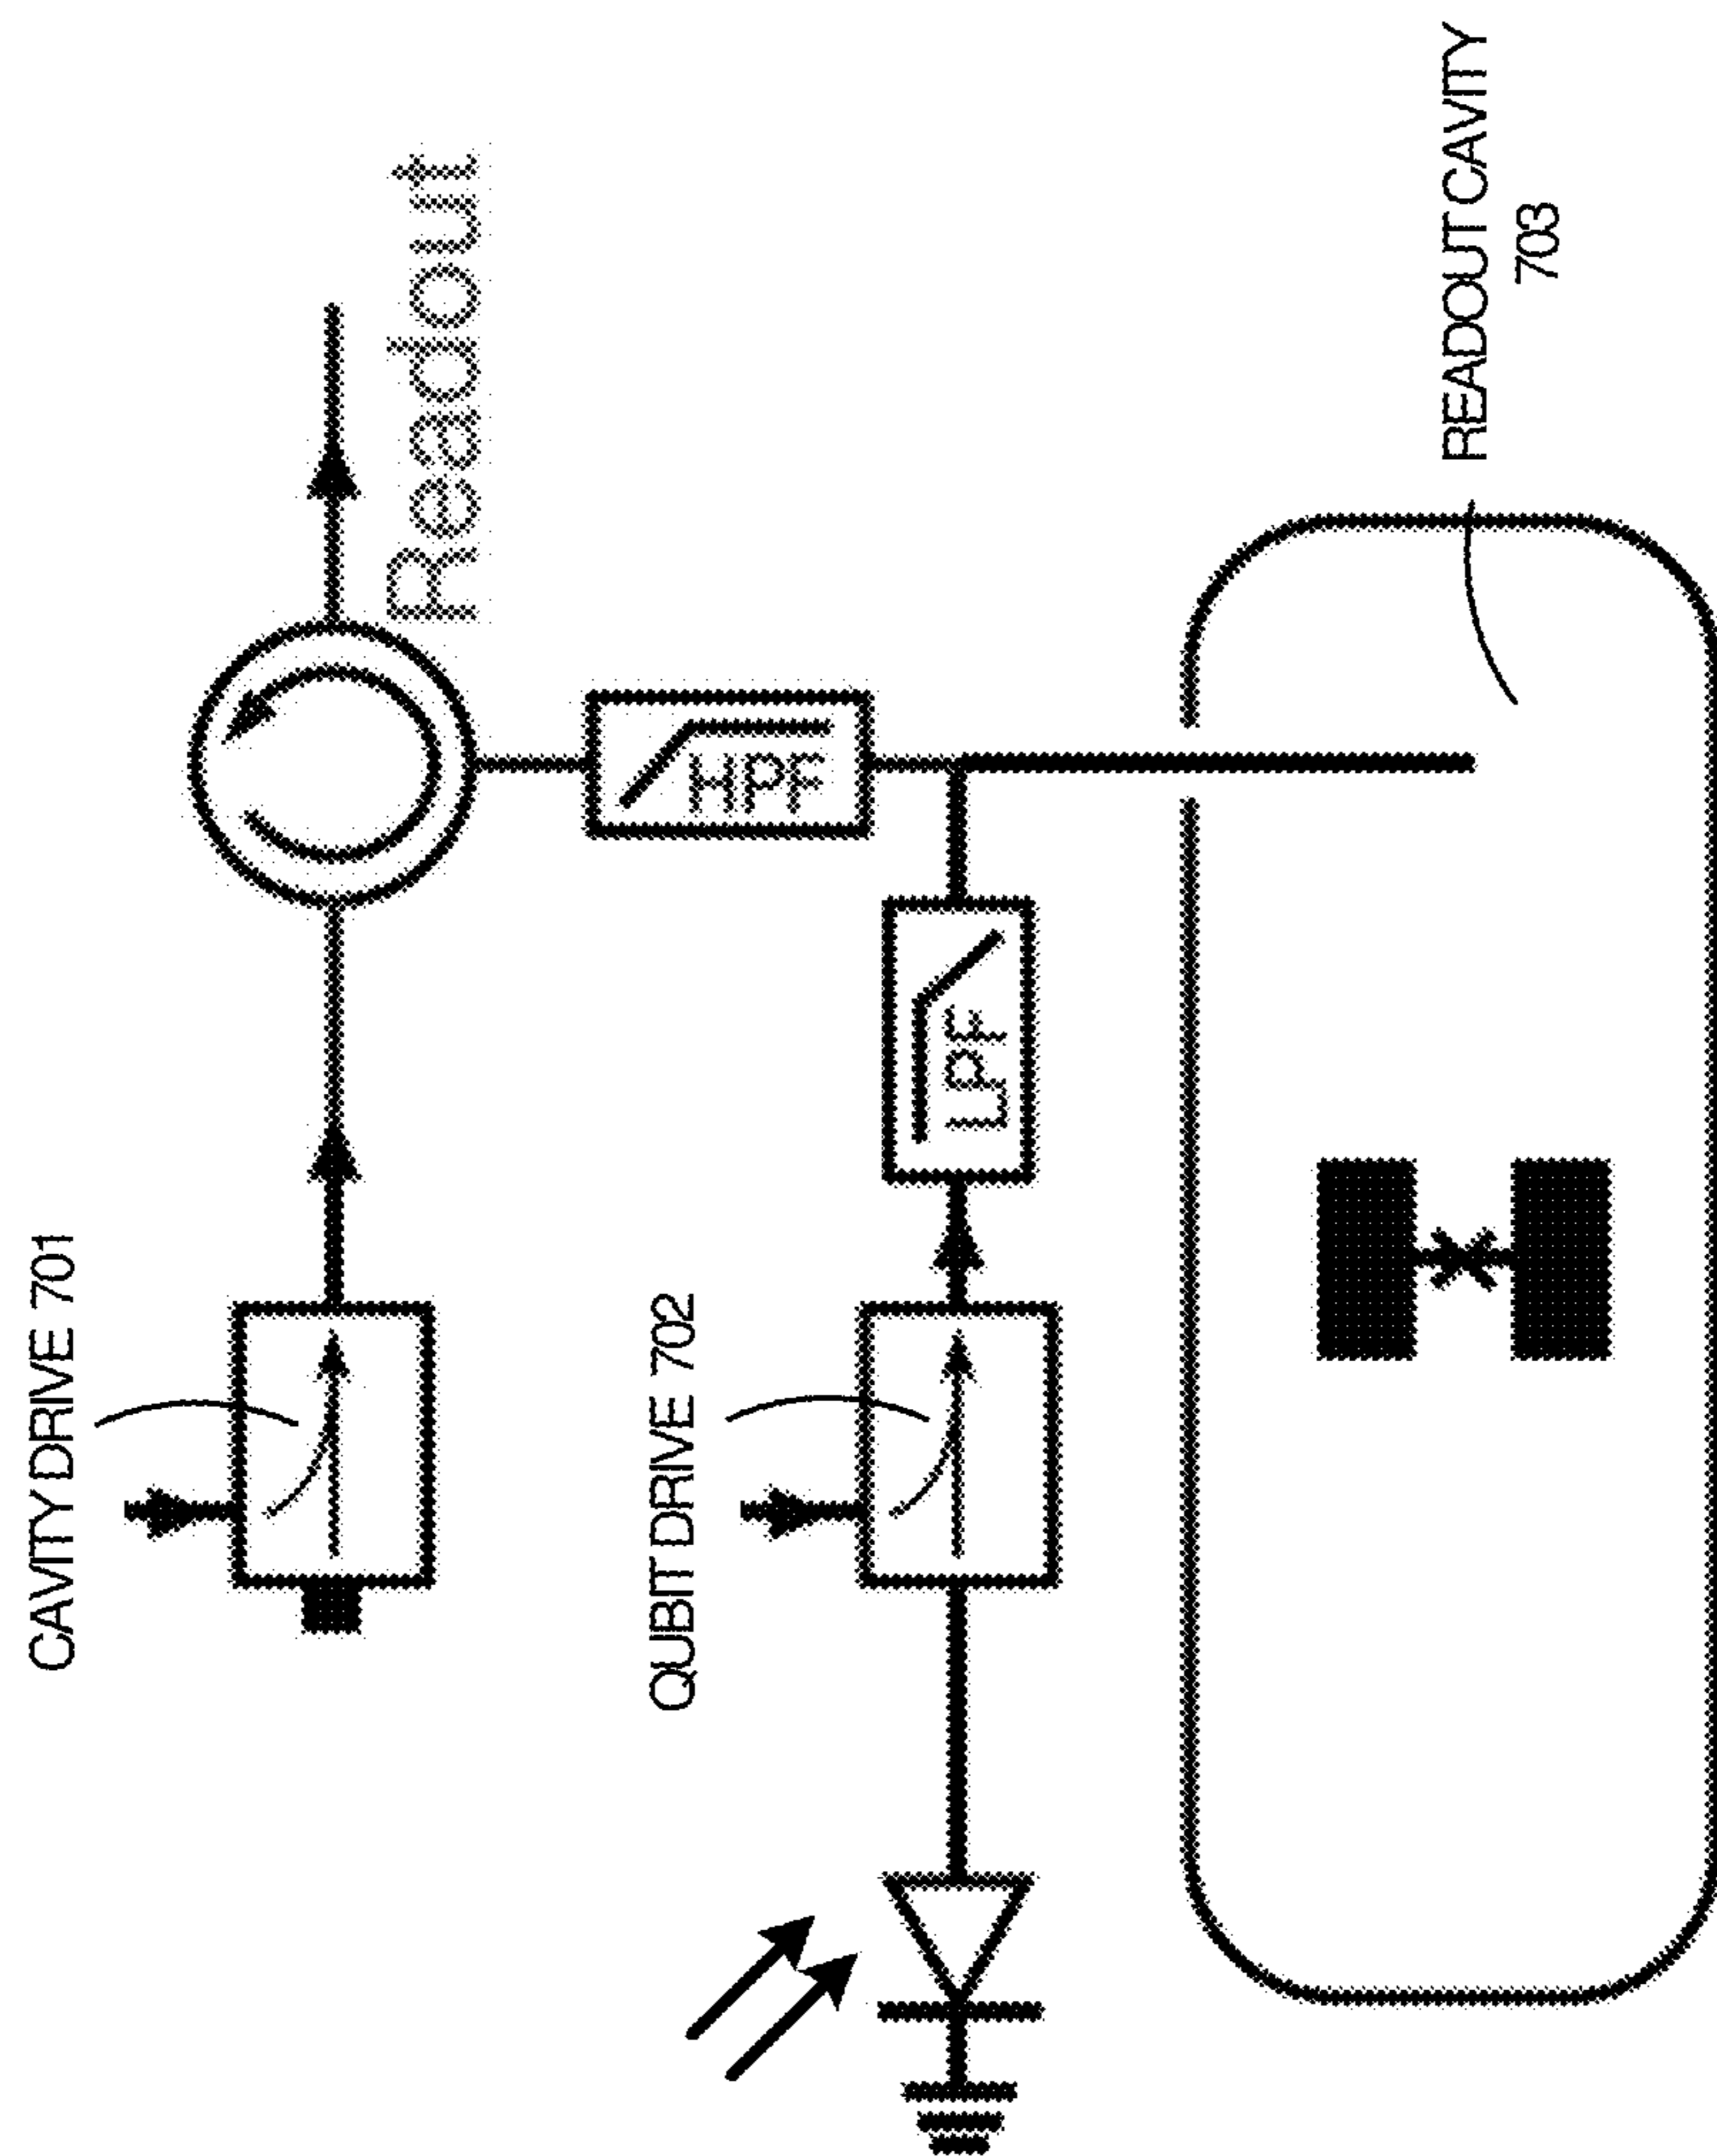 CAVITY DRIVE 701
Readout
HPF
QUBIT DRIVE 702
LPF
READOUT CAVITY
703